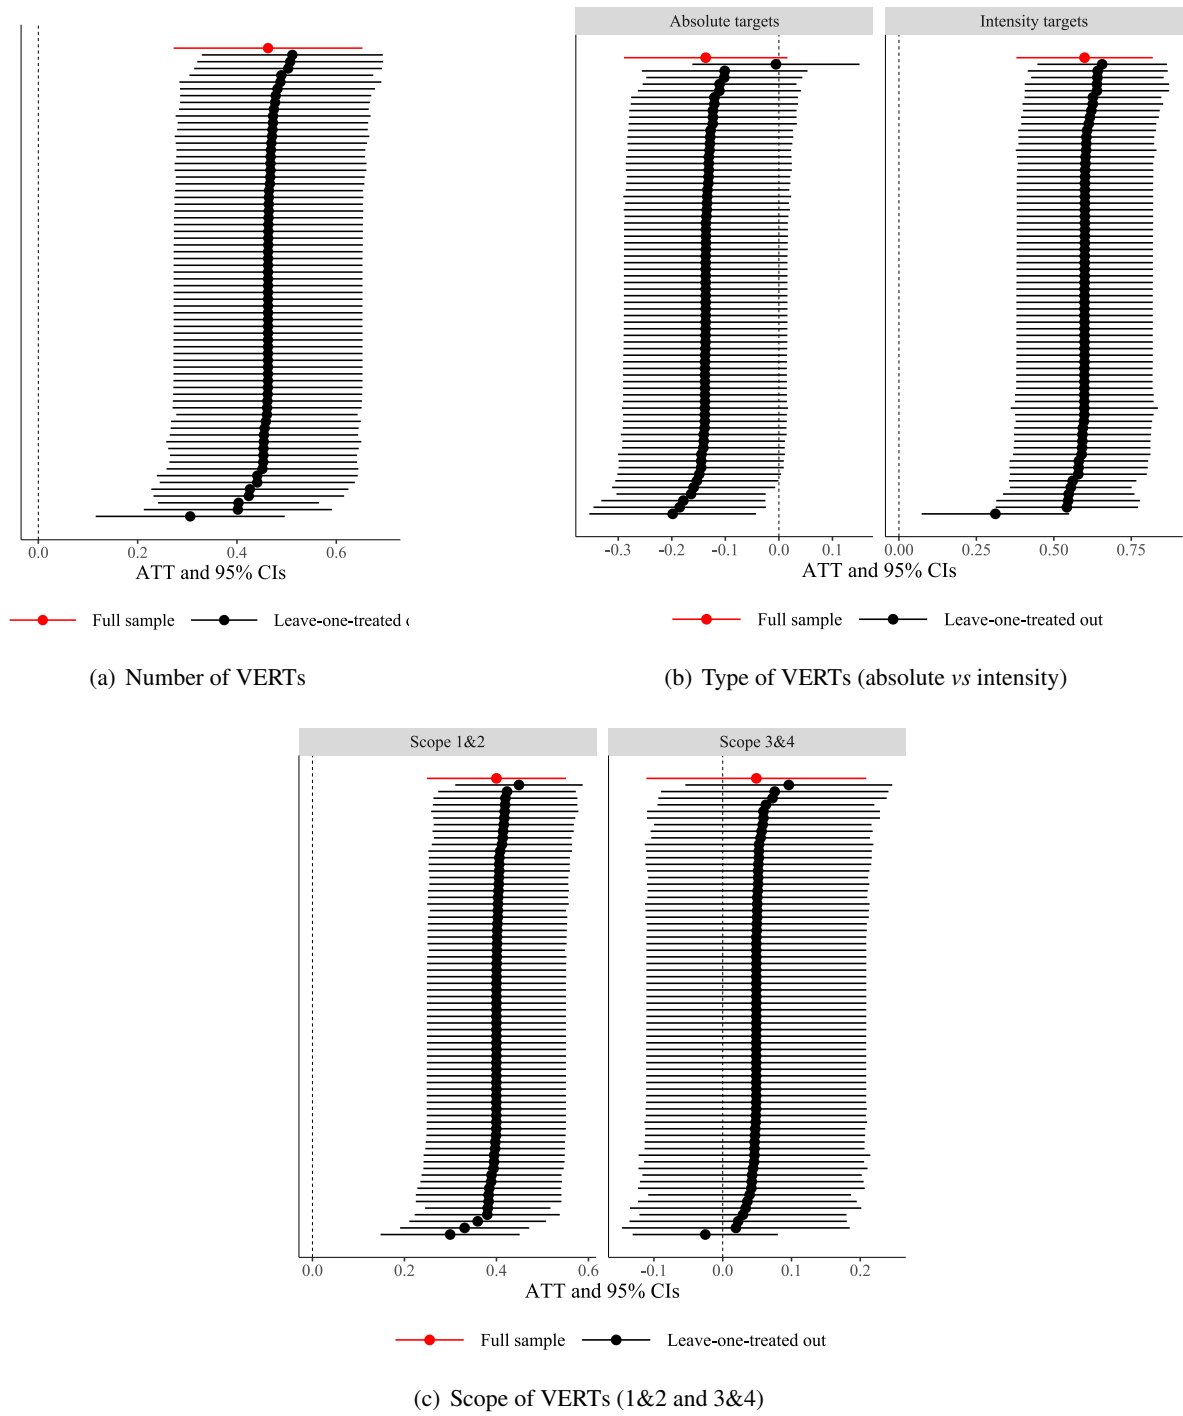 0.0 0.2 0.4 0.6
ATT and 95% CIs
Full sample Leave-one-treated
(a) Number of VERTs
Absolute targets Intensity targets
-0.3 -0.2 -0.1 0.0 0.1 0.00 0.25 0.50 0.75
ATT and 95% CIs
Full sample Leave-one-treated out
(b) Type of VERTs (absolute vs intensity)
Scope 1&2 Scope 3&4
0.0 0.2 0.4 0.6 -0.1 0.0 0.1 0.2
ATT and 95% CIs
Full sample Leave-one-treated out
(c) Scope of VERTs (1&2 and 3&4)